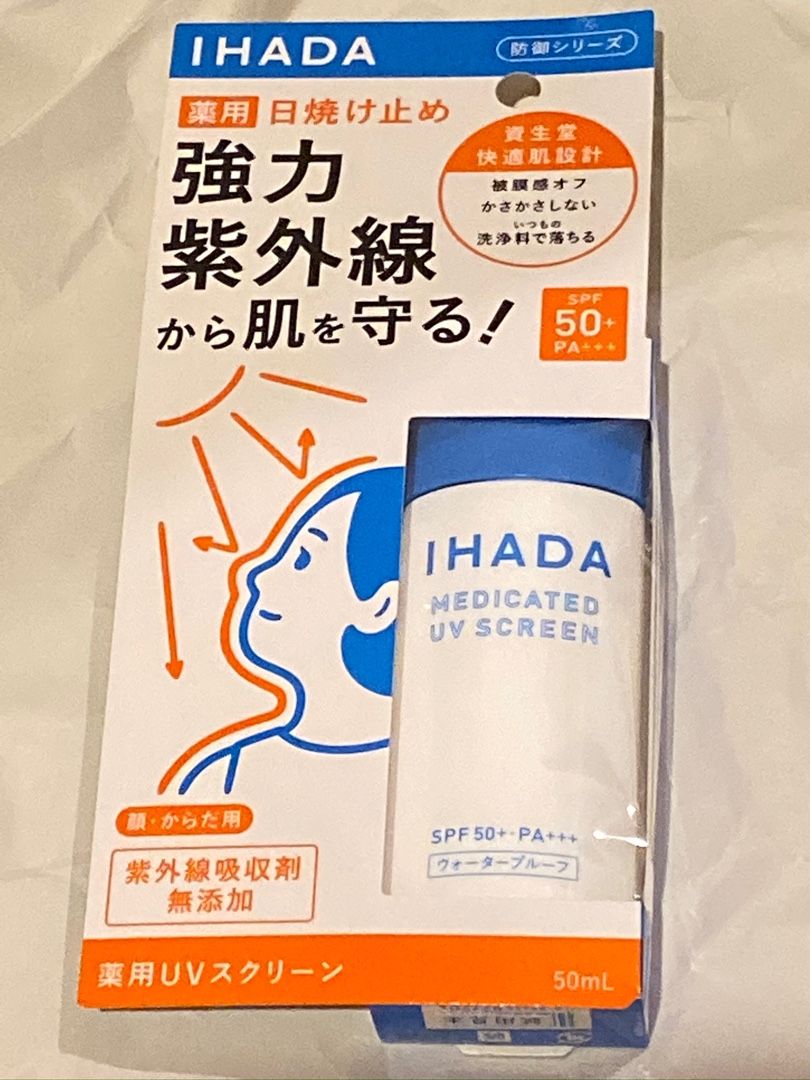 IHADA
防御シリーズ
薬用 日焼け止め
資生堂
快適肌設計
被膜感オフ
かさかさしない
いつもの
洗浄料で落ちる
強力
紫外線
から肌を守る!
SPF
50+
PA+++
IHADA
MEDICATED
UV SCREEN
SPF50+・PA+++
ウォータープルーフ
顔・からだ用
紫外線吸収剤
無添加
薬用UVスクリーン
50mL